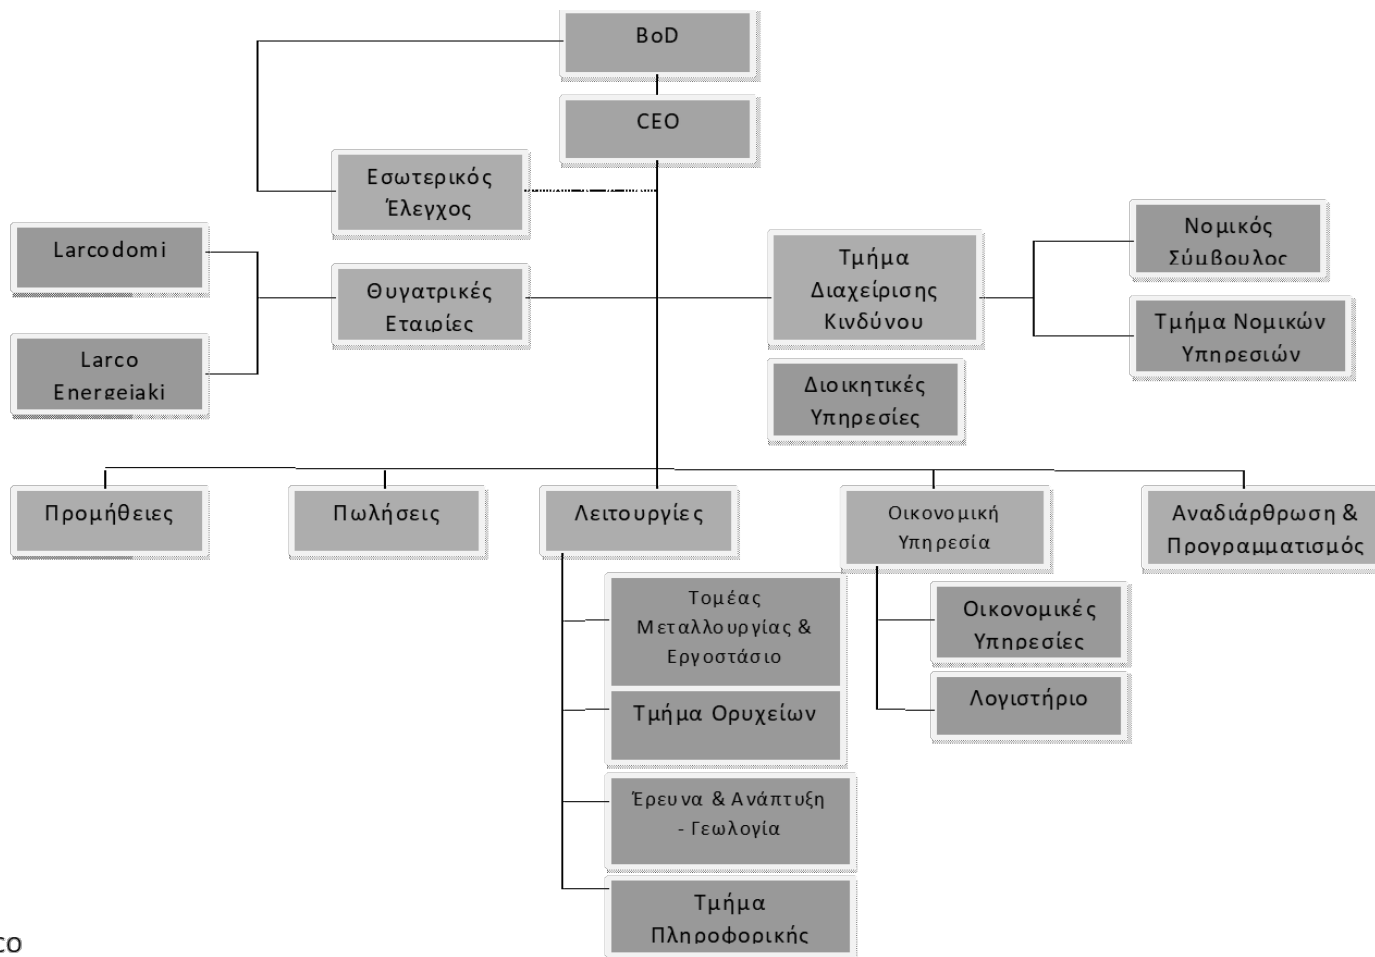 BoD
CEO
Εσωτερικός
Έλεγχος
Larcodomi
Θυγατρικές
Εταιρίες
Larco
Energeiaki
Τμήμα
Διαχείρισης
Κινδύνου
Νομικός
Σύμβουλος
Τμήμα Νομικών
Υπηρεσιών
Διοικητικές
Υπηρεσίες
Προμήθειες
Πωλήσεις
Λειτουργίες
Οικονομική
Υπηρεσία
Αναδιάρθρωση &
Προγραμματισμός
Τομέας
Μεταλλουργίας &
Εργοστάσιο
Τμήμα Ορυχείων
Έρευνα & Ανάπτυξη
- Γεωλογία
Τμήμα
Πληροφορικής
Οικονομικές
Υπηρεσίες
Λογιστήριο
co